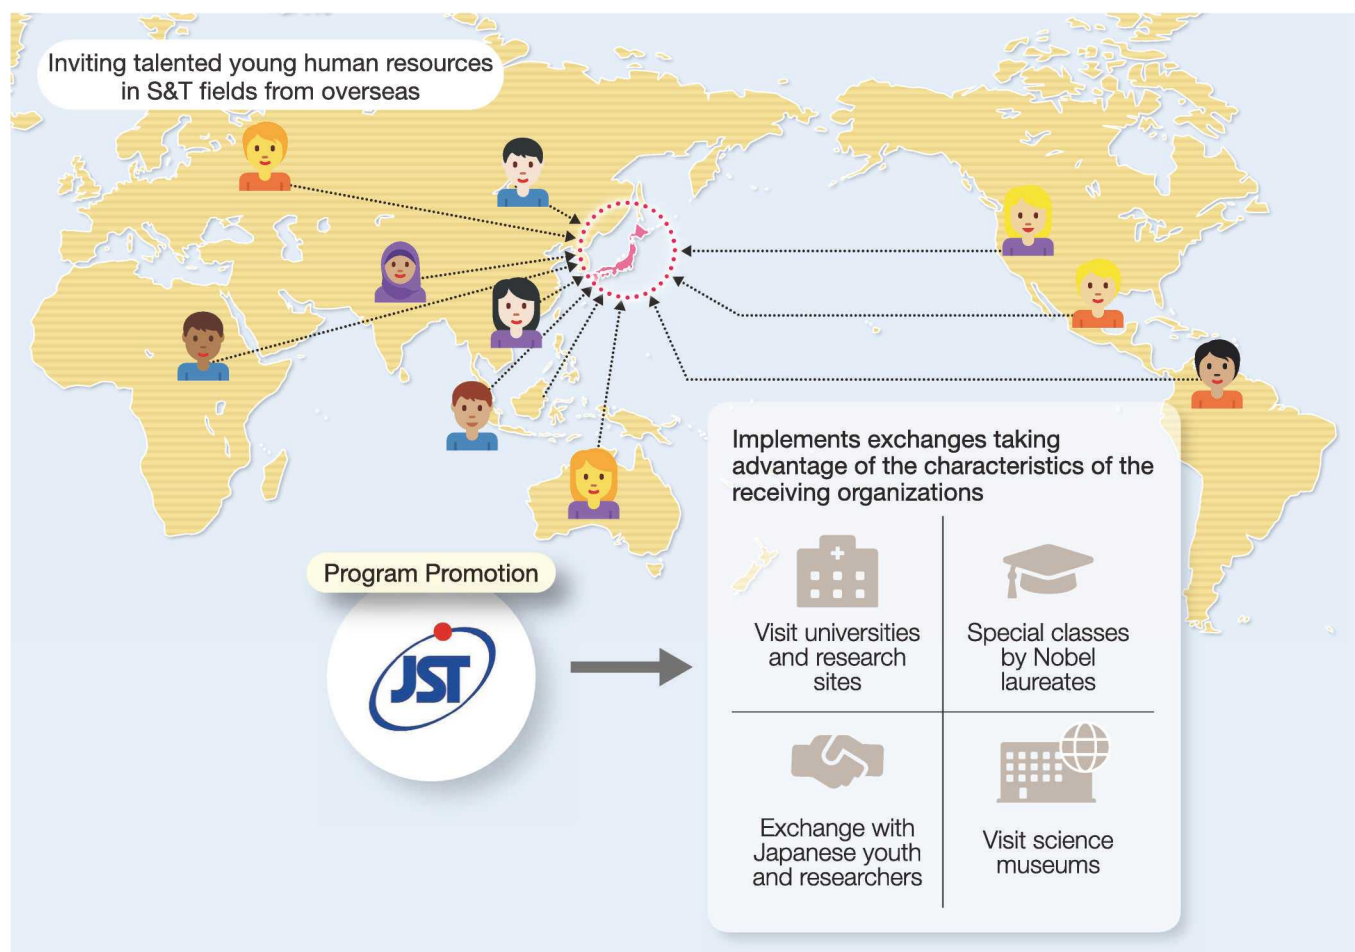 Inviting talented young human resources
in S&T fields from overseas
Implements exchanges taking
advantage of the characteristics of the
receiving organizations
Program Promotion
JST
Visit universities
and research
sites
Special classes
by Nobel
laureates
Exchange with
Japanese youth
and researchers
Visit science
museums